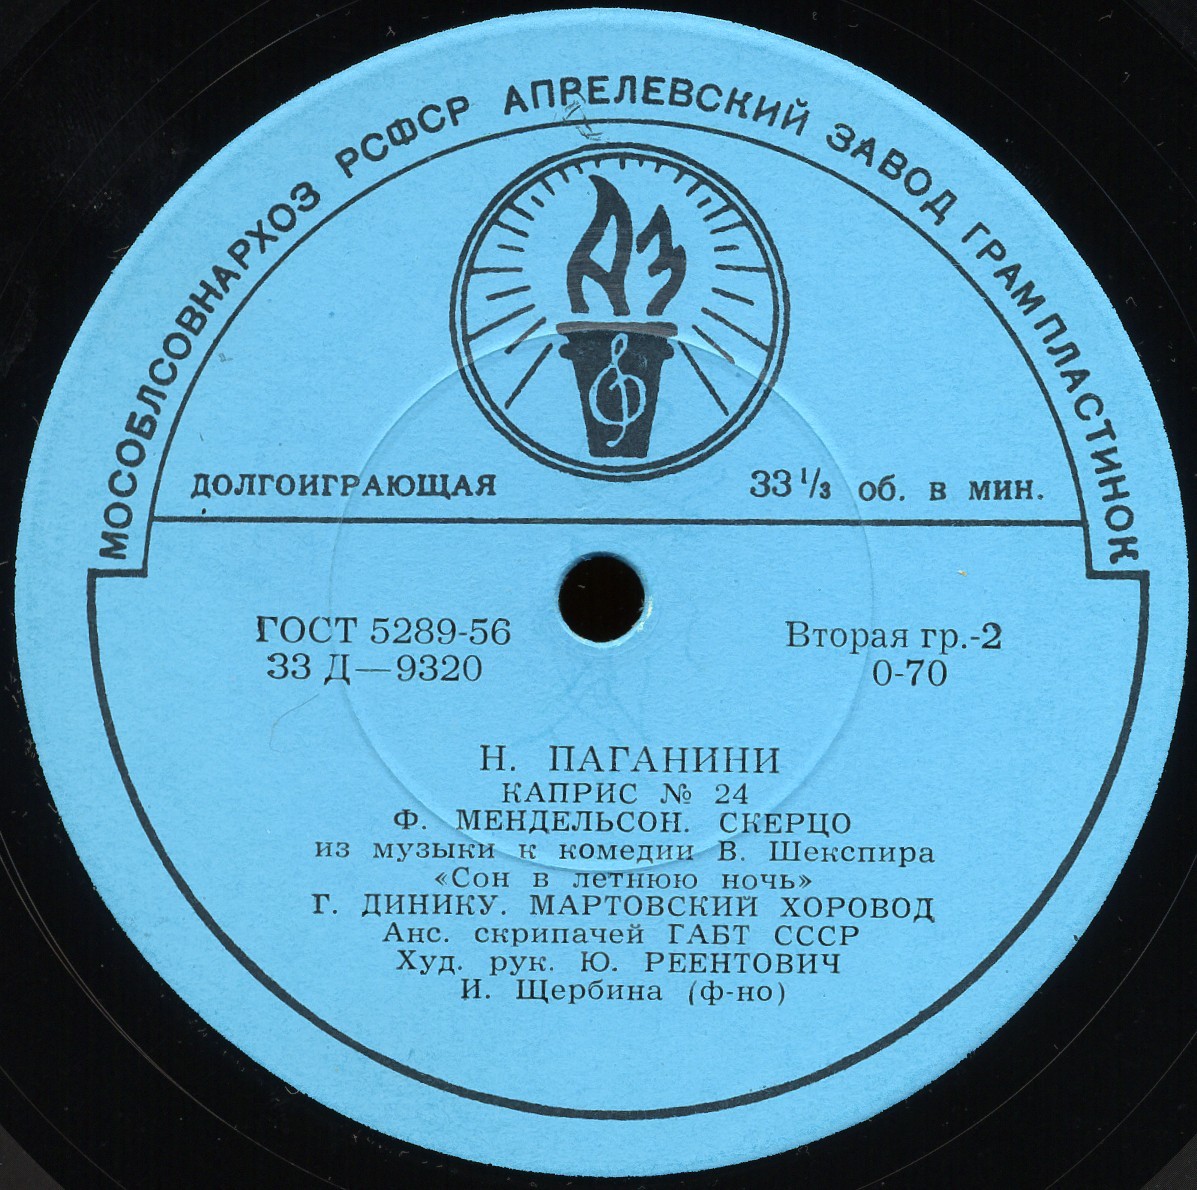 МОСОБЛСОВНАРХОЗ РСФСР АПРЕЛЕВСКИЙ ЗАВОД ГРАМПЛАСТИНОК
АЗ
ДОЛГОИГРАЮЩАЯ 33 1/3 об. в мин.
ГОСТ 5289-56 Вторая гр.-2
33 Д—9320 0-70
Н. ПАГАНИНИ
КАПРИС № 24
Ф. МЕНДЕЛЬСОН. СКЕРЦО
из музыки к комедии В. Шекспира
«Сон в летнюю ночь»
Г. ДИНИКУ. МАРТОВСКИЙ ХОРОВОД
Анс. скрипачей ГАБТ СССР
Худ. рук. Ю. РЕЕНТОВИЧ
И. Щербина (ф-но)